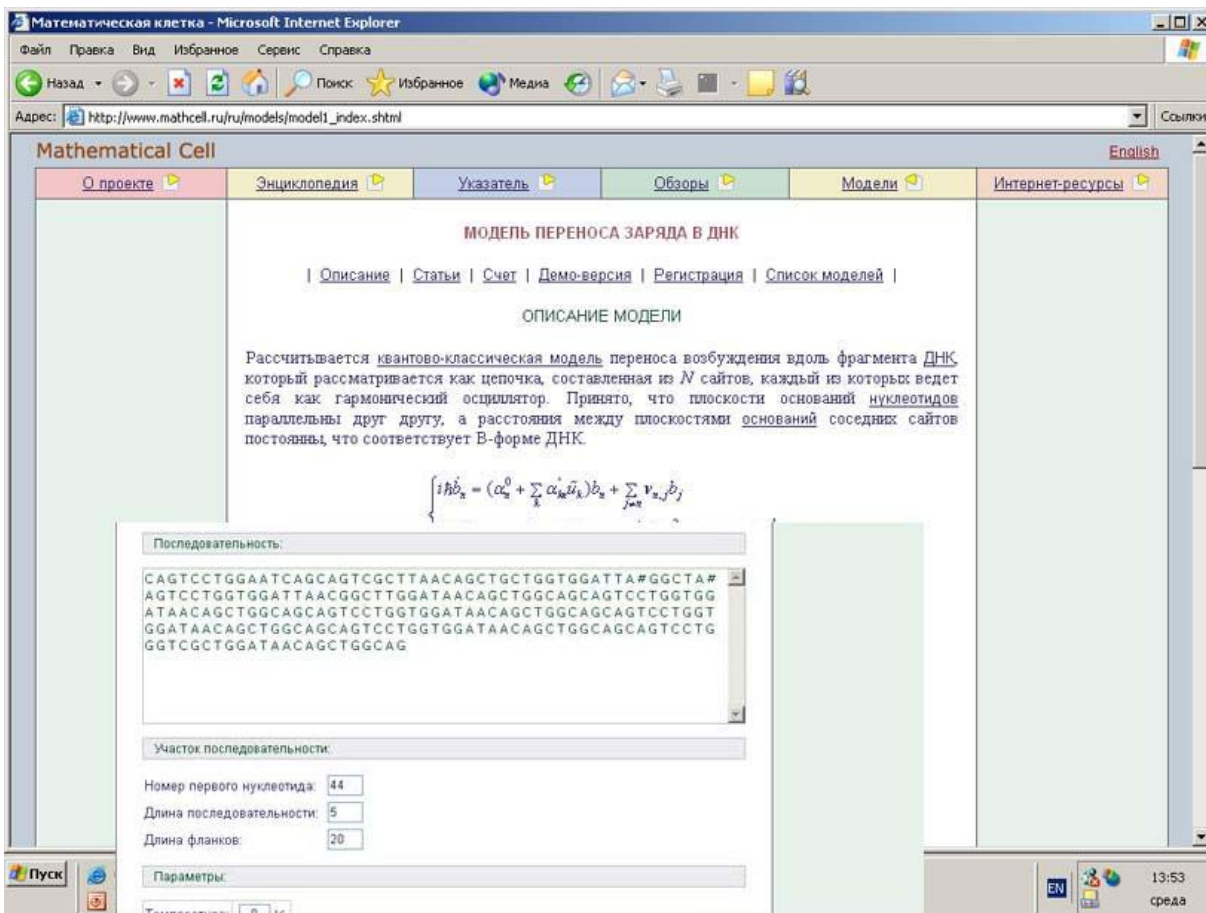 Математическая клетка - Microsoft Internet Explorer
Файл Правка Вид Избранное Сервис Справка
Назад Поиск Избранное Медиа
Адрес: http://www.mathcell.ru/ru/models/model1_index.shtml Ссылки
Mathematical Cell English
О проекте Энциклопедия Указатель Обзоры Модели Интернет-ресурсы
МОДЕЛЬ ПЕРЕНОСА ЗАРЯДА В ДНК
| Описание | Статьи | Счет | Демо-версия | Регистрация | Список моделей |
ОПИСАНИЕ МОДЕЛИ
Рассчитывается квантово-классическая модель переноса возбуждения вдоль фрагмента ДНК,
который рассматривается как цепочка, составленная из N сайтов, каждый из которых ведет
себя как гармонический осциллятор. Принято, что плоскости оснований нуклеотидов
параллельны друг другу, а расстояния между плоскостями оснований соседних сайтов
постоянны, что соответствует В-форме ДНК.
Последовательность:
CAGTCCTGGAATCAGCAGTCGCTTAACAGCTGCTGGTGGATTA#GGCTA#
AGTCCTGGTGGATTAACGGCTTGGATAACAGCTGGCAGCAGTCCTGGTGG
ATAACAGCTGGCAGCAGTCCTGGTGGATAACAGCTGGCAGCAGTCCTGGT
GGATAACAGCTGGCAGCAGTCCTGGTGGATAACAGCTGGCAGCAGTCCTG
GGTCGCTGGATAACAGCTGGCAG
Участок последовательности:
Номер первого нуклеотида: 44
Длина последовательности: 5
Длина фланков: 20
Параметры:
Пуск EN 13:53
среда